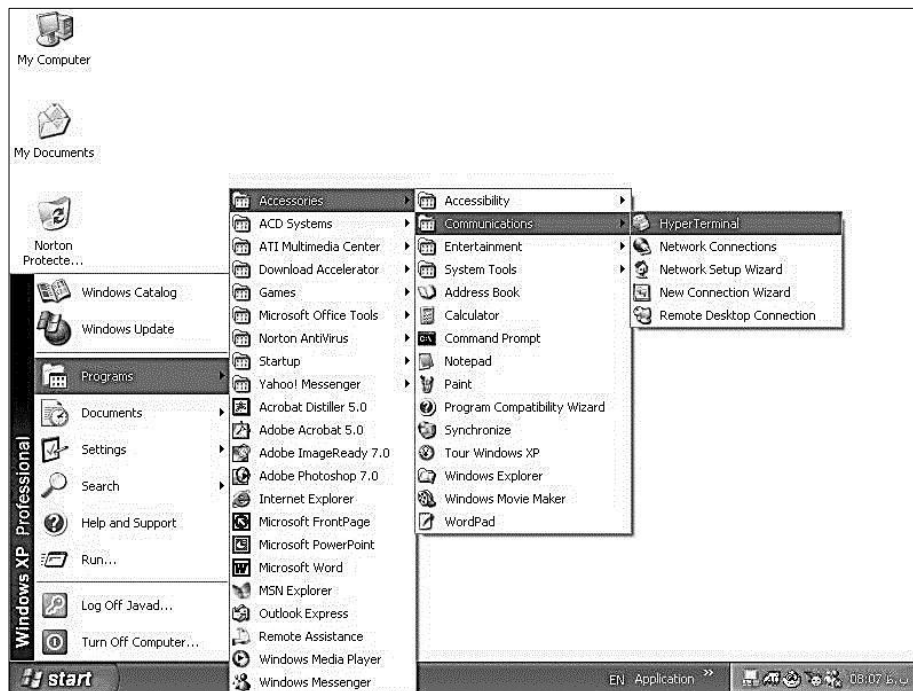 My Computer
My Documents
Norton
Protecte...
Windows Catalog
Windows Update
Programs
Documents
Settings
Search
Help and Support
Run...
Log Off Javad...
Turn Off Computer...
Windows XP Professional
start
Accessories
ACD Systems
ATI Multimedia Center
Download Accelerator
Games
Microsoft Office Tools
Norton AntiVirus
Startup
Yahoo! Messenger
Acrobat Distiller 5.0
Adobe Acrobat 5.0
Adobe ImageReady 7.0
Adobe Photoshop 7.0
Internet Explorer
Microsoft FrontPage
Microsoft PowerPoint
Microsoft Word
MSN Explorer
Outlook Express
Remote Assistance
Windows Media Player
Windows Messenger
Accessibility
Communications
Entertainment
System Tools
Address Book
Calculator
Command Prompt
Notepad
Paint
Program Compatibility Wizard
Synchronize
Tour Windows XP
Windows Explorer
Windows Movie Maker
WordPad
HyperTerminal
Network Connections
Network Setup Wizard
New Connection Wizard
Remote Desktop Connection
EN Application »
08:07